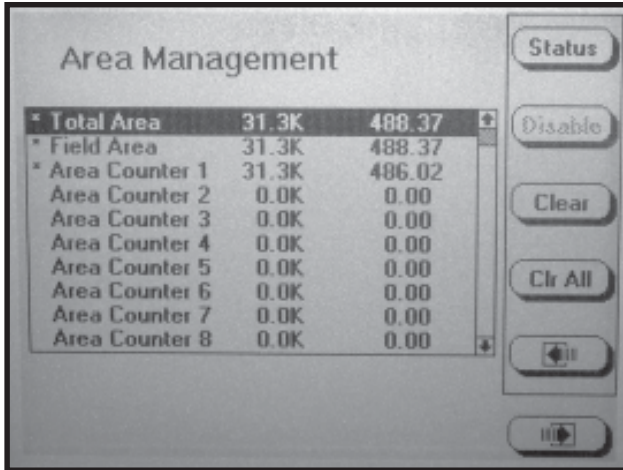 Area Management
* Total Area 31.3K 488.37
* Field Area 31.3K 488.37
* Area Counter 1 31.3K 486.02
Area Counter 2 0.0K 0.00
Area Counter 3 0.0K 0.00
Area Counter 4 0.0K 0.00
Area Counter 5 0.0K 0.00
Area Counter 6 0.0K 0.00
Area Counter 7 0.0K 0.00
Area Counter 8 0.0K 0.00
Status
Disable
Clear
Clr All